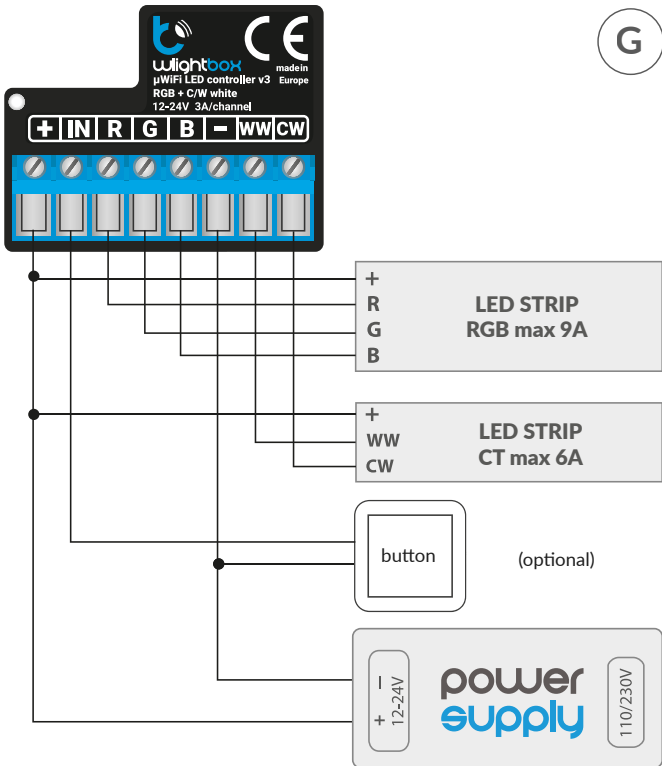 G
wlightbox
CE
made in
Europe
µWiFi LED controller v3
RGB + C/W white
12-24V 3A/channel
+ IN R G B – WW CW
+
R
G
B
LED STRIP
RGB max 9A
+
WW
CW
LED STRIP
CT max 6A
button
(optional)
+ –
12-24V
power
supply
110/230V